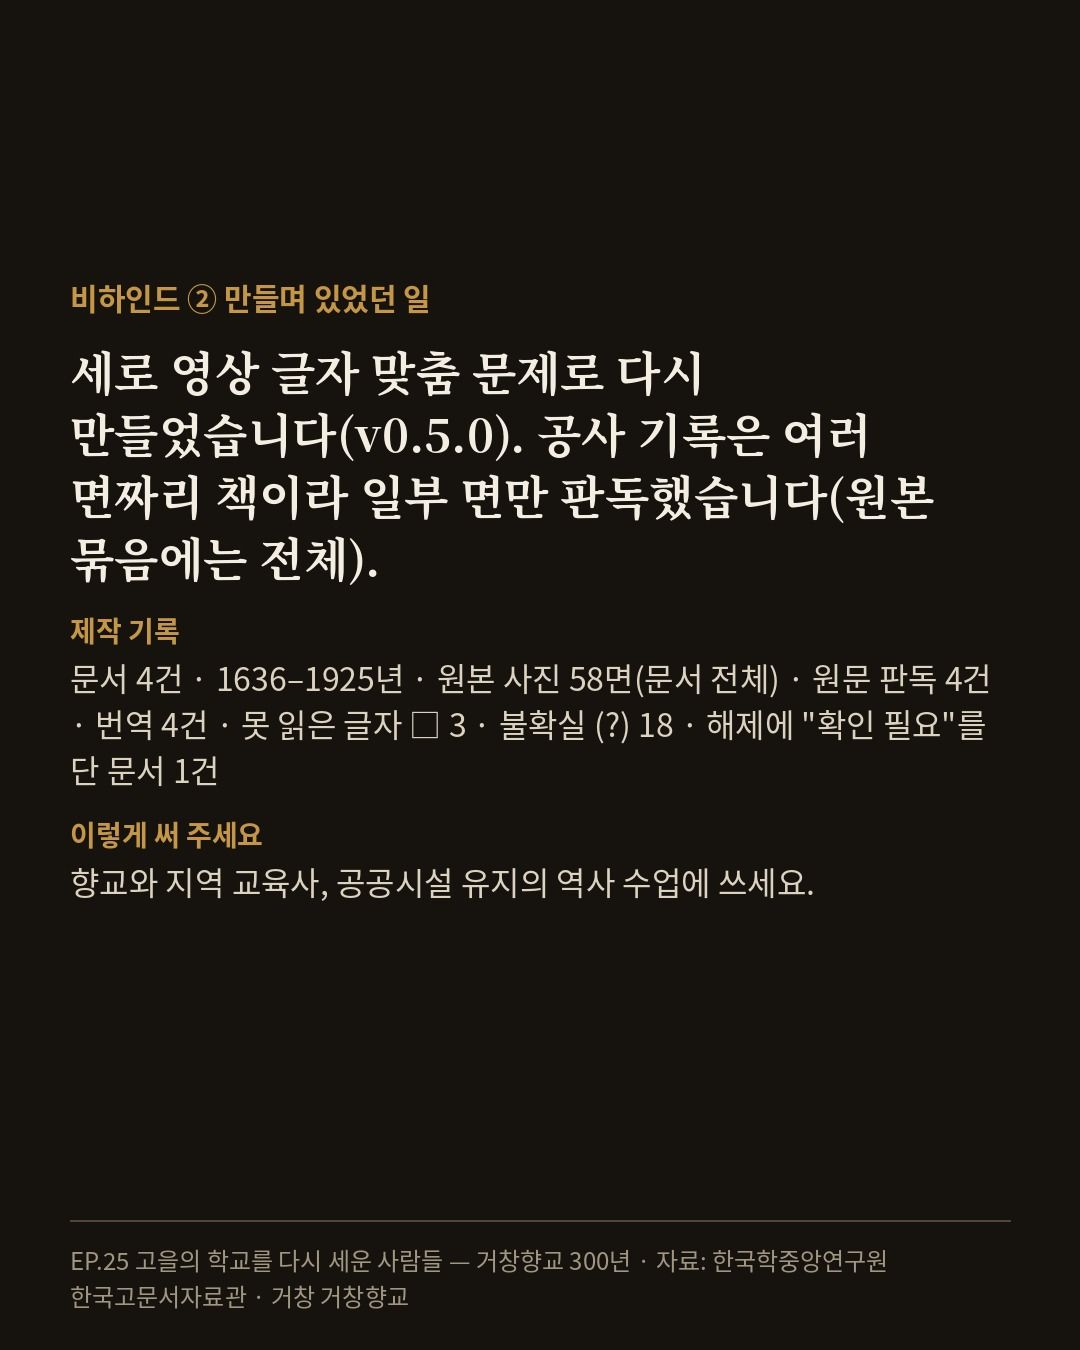 비하인드 ② 만들며 있었던 일
세로 영상 글자 맞춤 문제로 다시
만들었습니다(v0.5.0). 공사 기록은 여러
면짜리 책이라 일부 면만 판독했습니다(원본
묶음에는 전체).
제작 기록
문서 4건 · 1636–1925년 · 원본 사진 58면(문서 전체) · 원문 판독 4건
· 번역 4건 · 못 읽은 글자 □ 3 · 불확실 (?) 18 · 해제에 "확인 필요"를
단 문서 1건
이렇게 써 주세요
향교와 지역 교육사, 공공시설 유지의 역사 수업에 쓰세요.
EP.25 고을의 학교를 다시 세운 사람들 — 거창향교 300년 · 자료: 한국학중앙연구원
한국고문서자료관 · 거창 거창향교